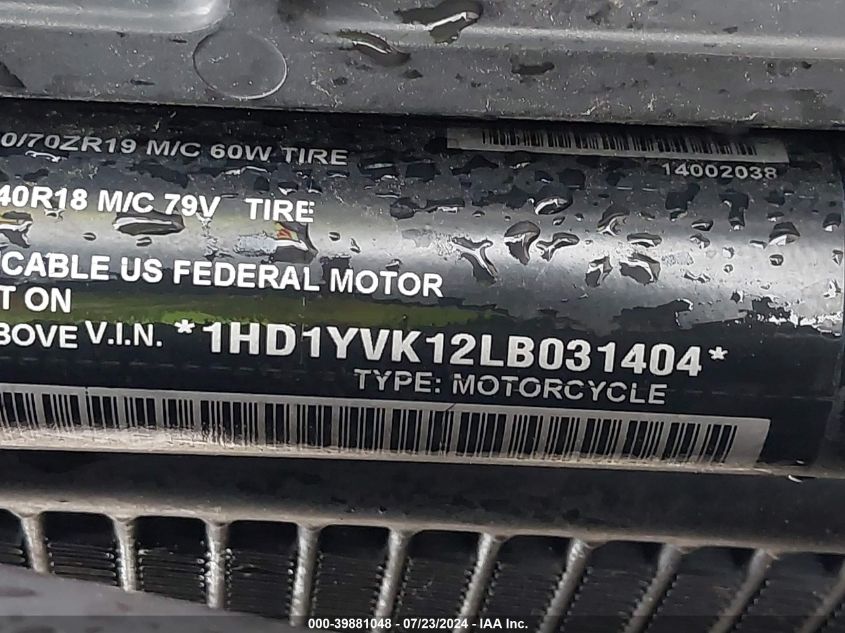 0/70ZR19 M/C 60W TIRE
14002038
40R18 M/C 79V TIRE
CABLE US FEDERAL MOTOR
T ON
BOVE V.I.N. *1HD1YVK12LB031404*
TYPE: MOTORCYCLE
000-39881048 - 07/23/2024 - IAA Inc.